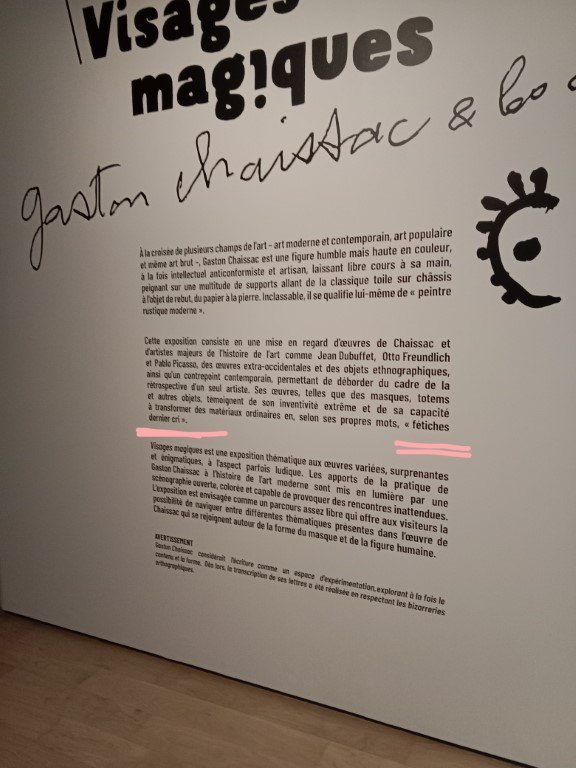 Visages
magiques
gaston chaissac &
À la croisée de plusieurs champs de l'art – art moderne et contemporain, art populaire
et même art brut –, Gaston Chaissac est une figure humble mais haute en couleur,
à la fois intellectuel anticonformiste et artisan, laissant libre cours à sa main,
peignant sur une multitude de supports allant de la classique toile sur châssis
à l'objet de rebut, du papier à la pierre. Inclassable, il se qualifie lui-même de « peintre
rustique moderne ».
Cette exposition consiste en une mise en regard d'œuvres de Chaissac et
d'artistes majeurs de l'histoire de l'art comme Jean Dubuffet, Otto Freundlich
et Pablo Picasso, des œuvres extra-occidentales et des objets ethnographiques,
ainsi qu'un contrepoint contemporain, permettant de déborder du cadre de la
rétrospective d'un seul artiste. Ses œuvres, telles que des masques, totems
et autres objets, témoignent de son inventivité extrême et de sa capacité
à transformer des matériaux ordinaires en, selon ses propres mots, « fétiches
dernier cri ».
Visages magiques est une exposition thématique aux œuvres variées, surprenantes
et énigmatiques, à l'aspect parfois ludique. Les apports de la pratique de
Gaston Chaissac à l'histoire de l'art moderne sont mis en lumière par une
scénographie ouverte, colorée et capable de provoquer des rencontres inattendues.
L'exposition est envisagée comme un parcours assez libre qui offre aux visiteurs la
possibilité de naviguer entre différentes thématiques présentes dans l'œuvre de
Chaissac qui se rejoignent autour de la forme du masque et de la figure humaine.
AVERTISSEMENT
Gaston Chaissac considérait l'écriture comme un espace d'expérimentation, explorant à la fois le
contenu et la forme. Dès lors, la transcription de ses lettres a été réalisée en respectant les bizarreries
orthographiques.